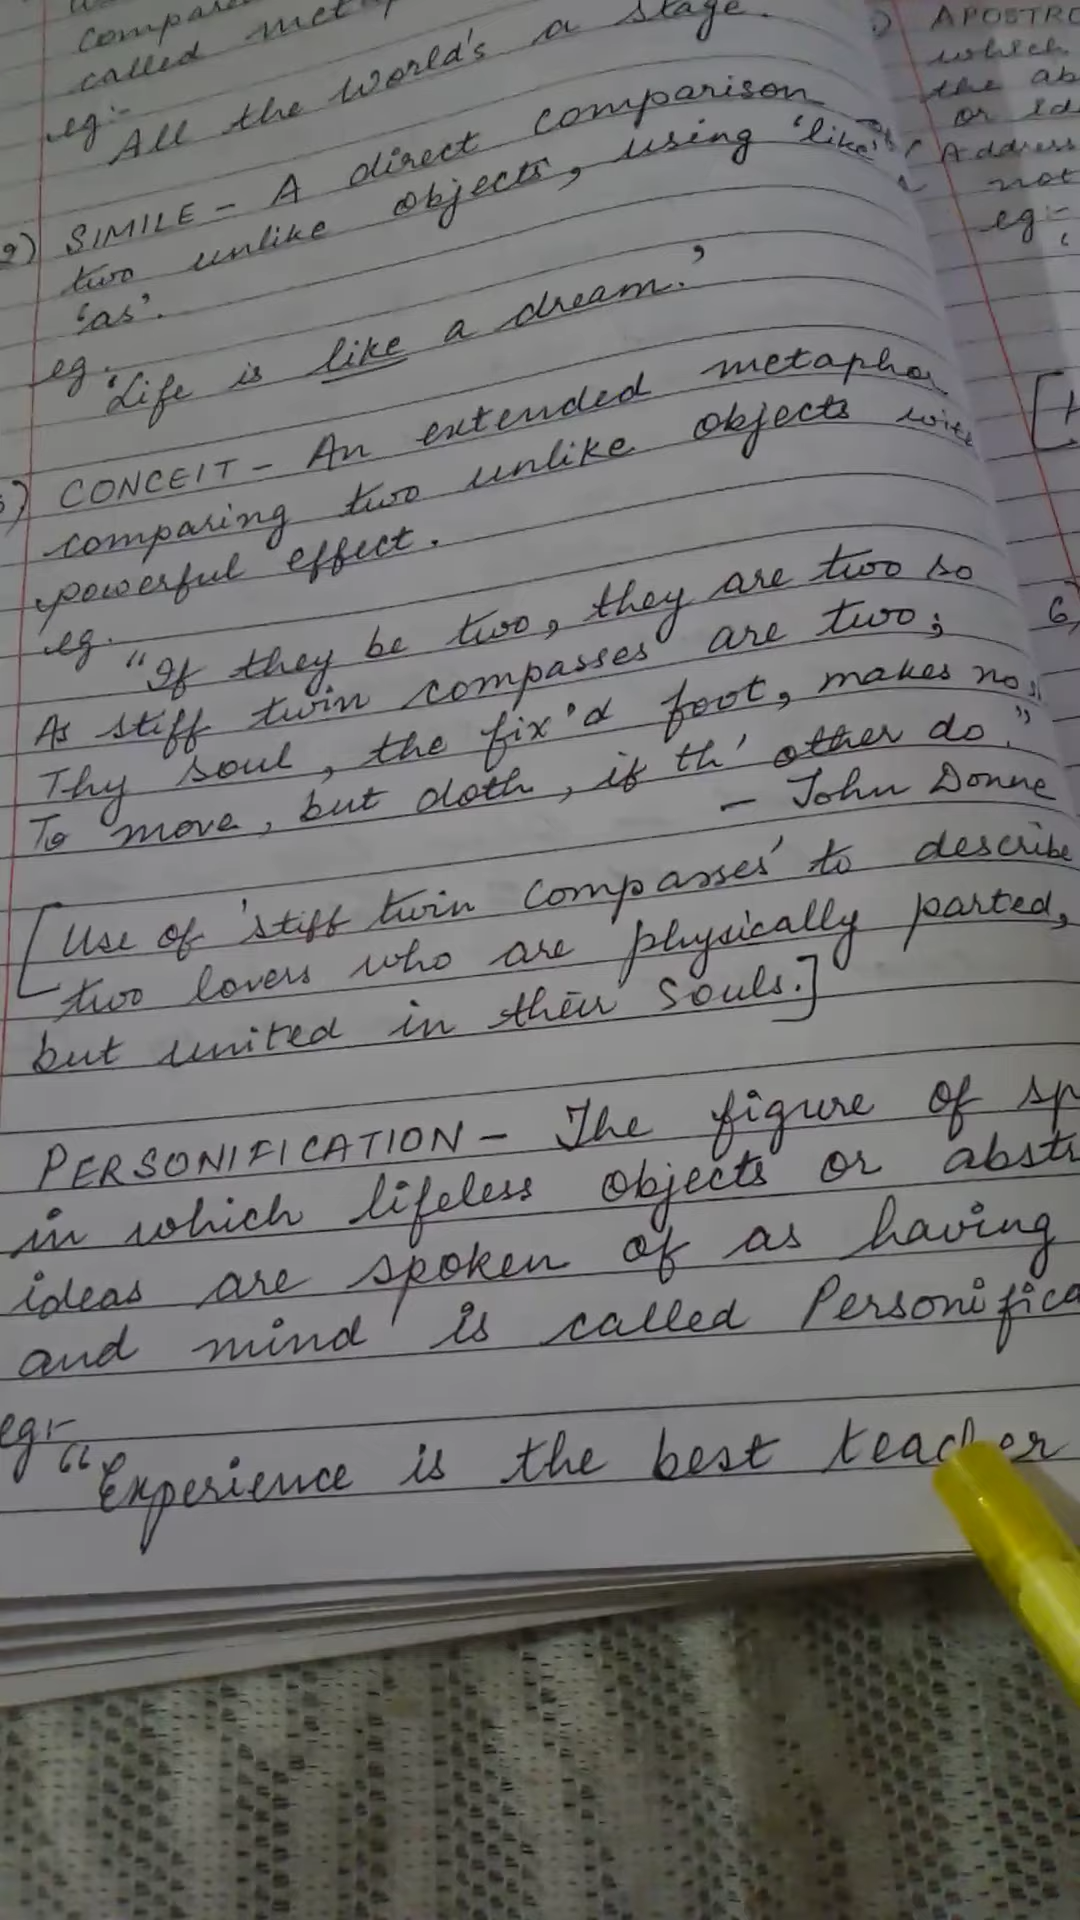 called
eg:-
All the World's a stage.
2) SIMILE - A direct comparison
two unlike objects, using 'like'
'as'.
eg.
'Life is like a dream.'
) CONCEIT - An extended metaphor
comparing two unlike objects with
powerful effect.
eg.
"If they be two, they are two so
As stiff twin compasses are two;
Thy soul, the fix'd foot, makes no
To move, but doth, if th' other do."
- John Donne
[Use of 'stiff twin compasses' to describe
two lovers who are physically parted,
but united in their souls.]
PERSONIFICATION - The figure of sp
in which lifeless objects or abst
ideas are spoken of as having
and mind is called Personifica
eg:-
"Experience is the best teacher
APOSTRO
which
the ab
or Id
Address
not
eg:-
6)